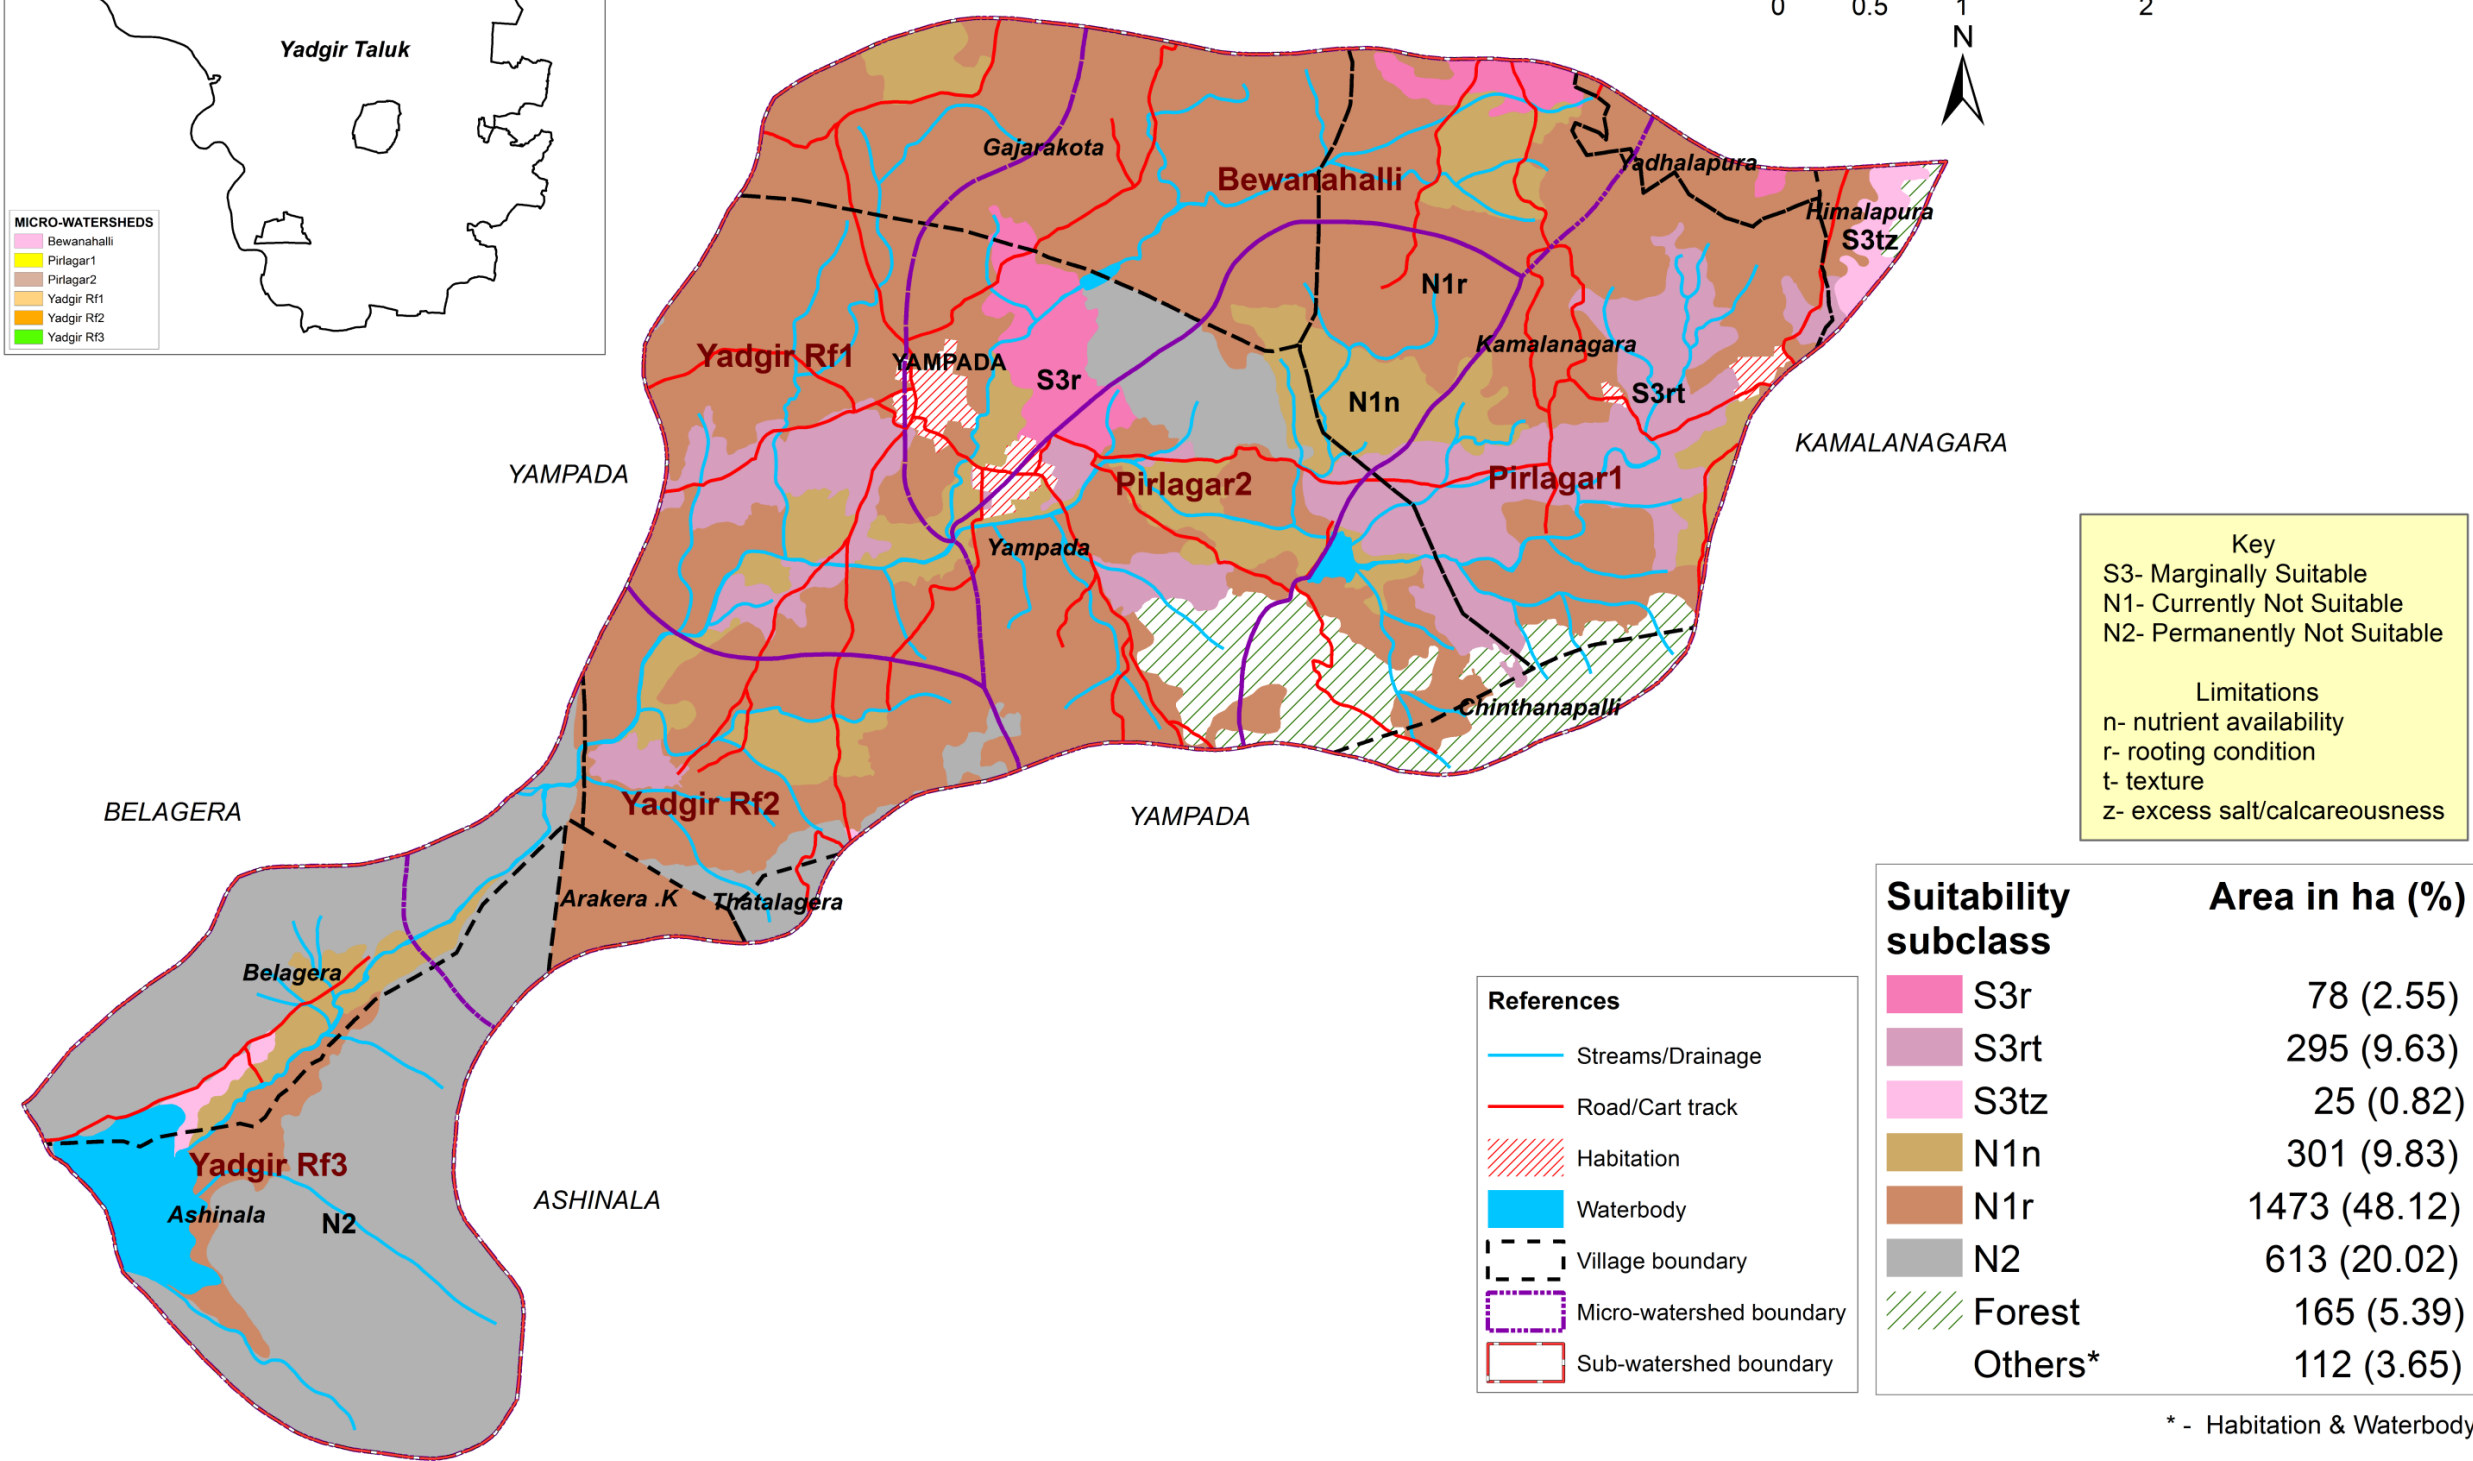 0 0.5 1 2
N
Yadgir Taluk
MICRO-WATERSHEDS
Bewanahalli
Pirlagar1
Pirlagar2
Yadgir Rf1
Yadgir Rf2
Yadgir Rf3
Gajarakota
Bewanahalli
Yadhalapura
Himalapura
S3tz
N1r
Kamalanagara
Yadgir Rf1
YAMPADA
S3r
N1n
S3rt
KAMALANAGARA
YAMPADA
Pirlagar2
Pirlagar1
Yampada
Chinthanapalli
Yadgir Rf2
BELAGERA
YAMPADA
Arakera .K
Thatalagera
Belagera
Yadgir Rf3
Ashinala
N2
ASHINALA
Key
S3- Marginally Suitable
N1- Currently Not Suitable
N2- Permanently Not Suitable
Limitations
n- nutrient availability
r- rooting condition
t- texture
z- excess salt/calcareousness
References
Streams/Drainage
Road/Cart track
Habitation
Waterbody
Village boundary
Micro-watershed boundary
Sub-watershed boundary
Suitability Area in ha (%)
subclass
S3r 78 (2.55)
S3rt 295 (9.63)
S3tz 25 (0.82)
N1n 301 (9.83)
N1r 1473 (48.12)
N2 613 (20.02)
Forest 165 (5.39)
Others* 112 (3.65)
* - Habitation & Waterbody